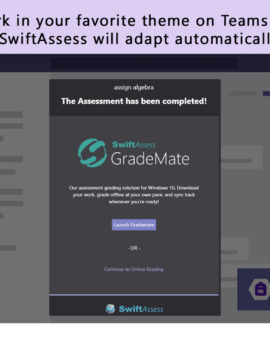 rk in your favorite theme on Teams
SwiftAssess will adapt automaticall
assign algebra
The Assessment has been completed!
SwiftAssess
GradeMate
Our assessment grading solution for Windows 10. Download
your work, grade offline at your own pace, and sync back
whenever you're ready!
Launch Grademate
- OR -
Continue to Online Grading
SwiftAssess